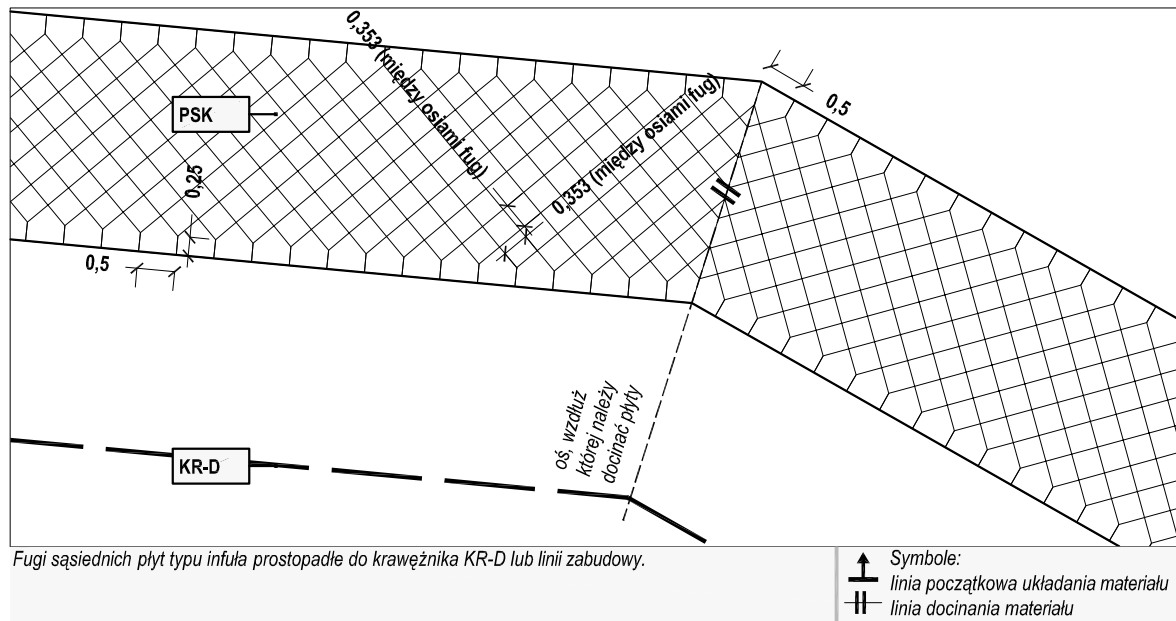 0,353 (między osiami fug)
0,353 (między osiami fug)
0,5
PSK
0,25
0,5
oś, wzdłuż
której należy
docinać płyty
KR-D
Fugi sąsiednich płyt typu infuła prostopadłe do krawężnika KR-D lub linii zabudowy.
Symbole:
linia początkowa układania materiału
linia docinania materiału